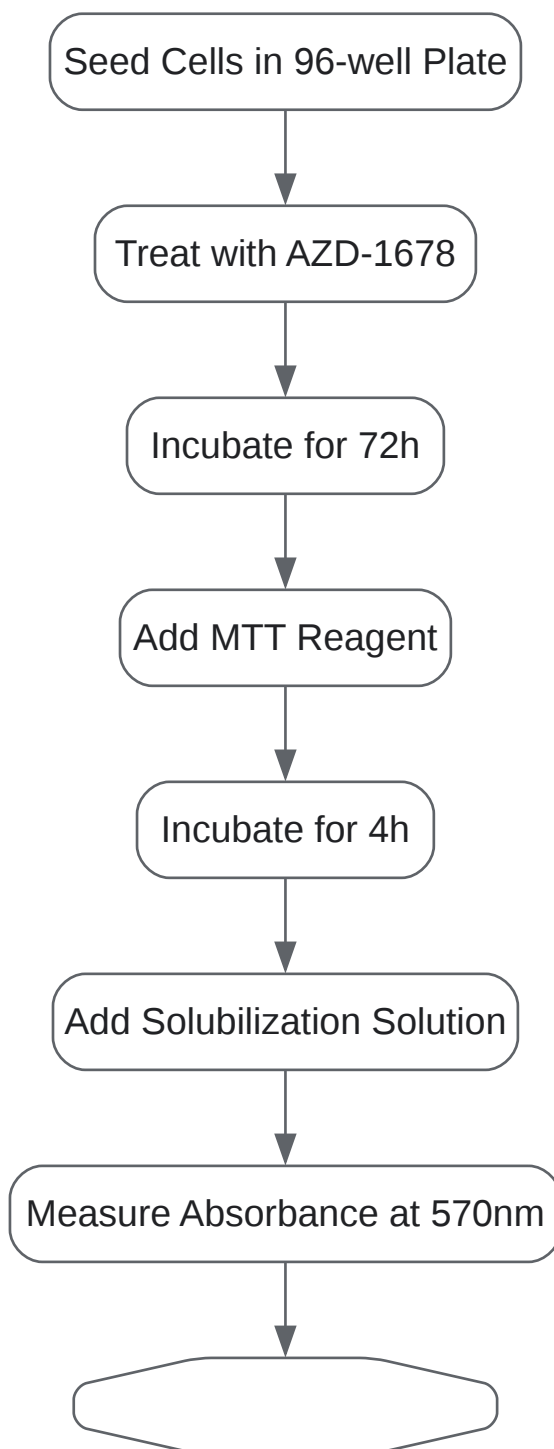 Seed Cells in 96-well Plate
Treat with AZD-1678
Incubate for 72h
Add MTT Reagent
Incubate for 4h
Add Solubilization Solution
Measure Absorbance at 570nm